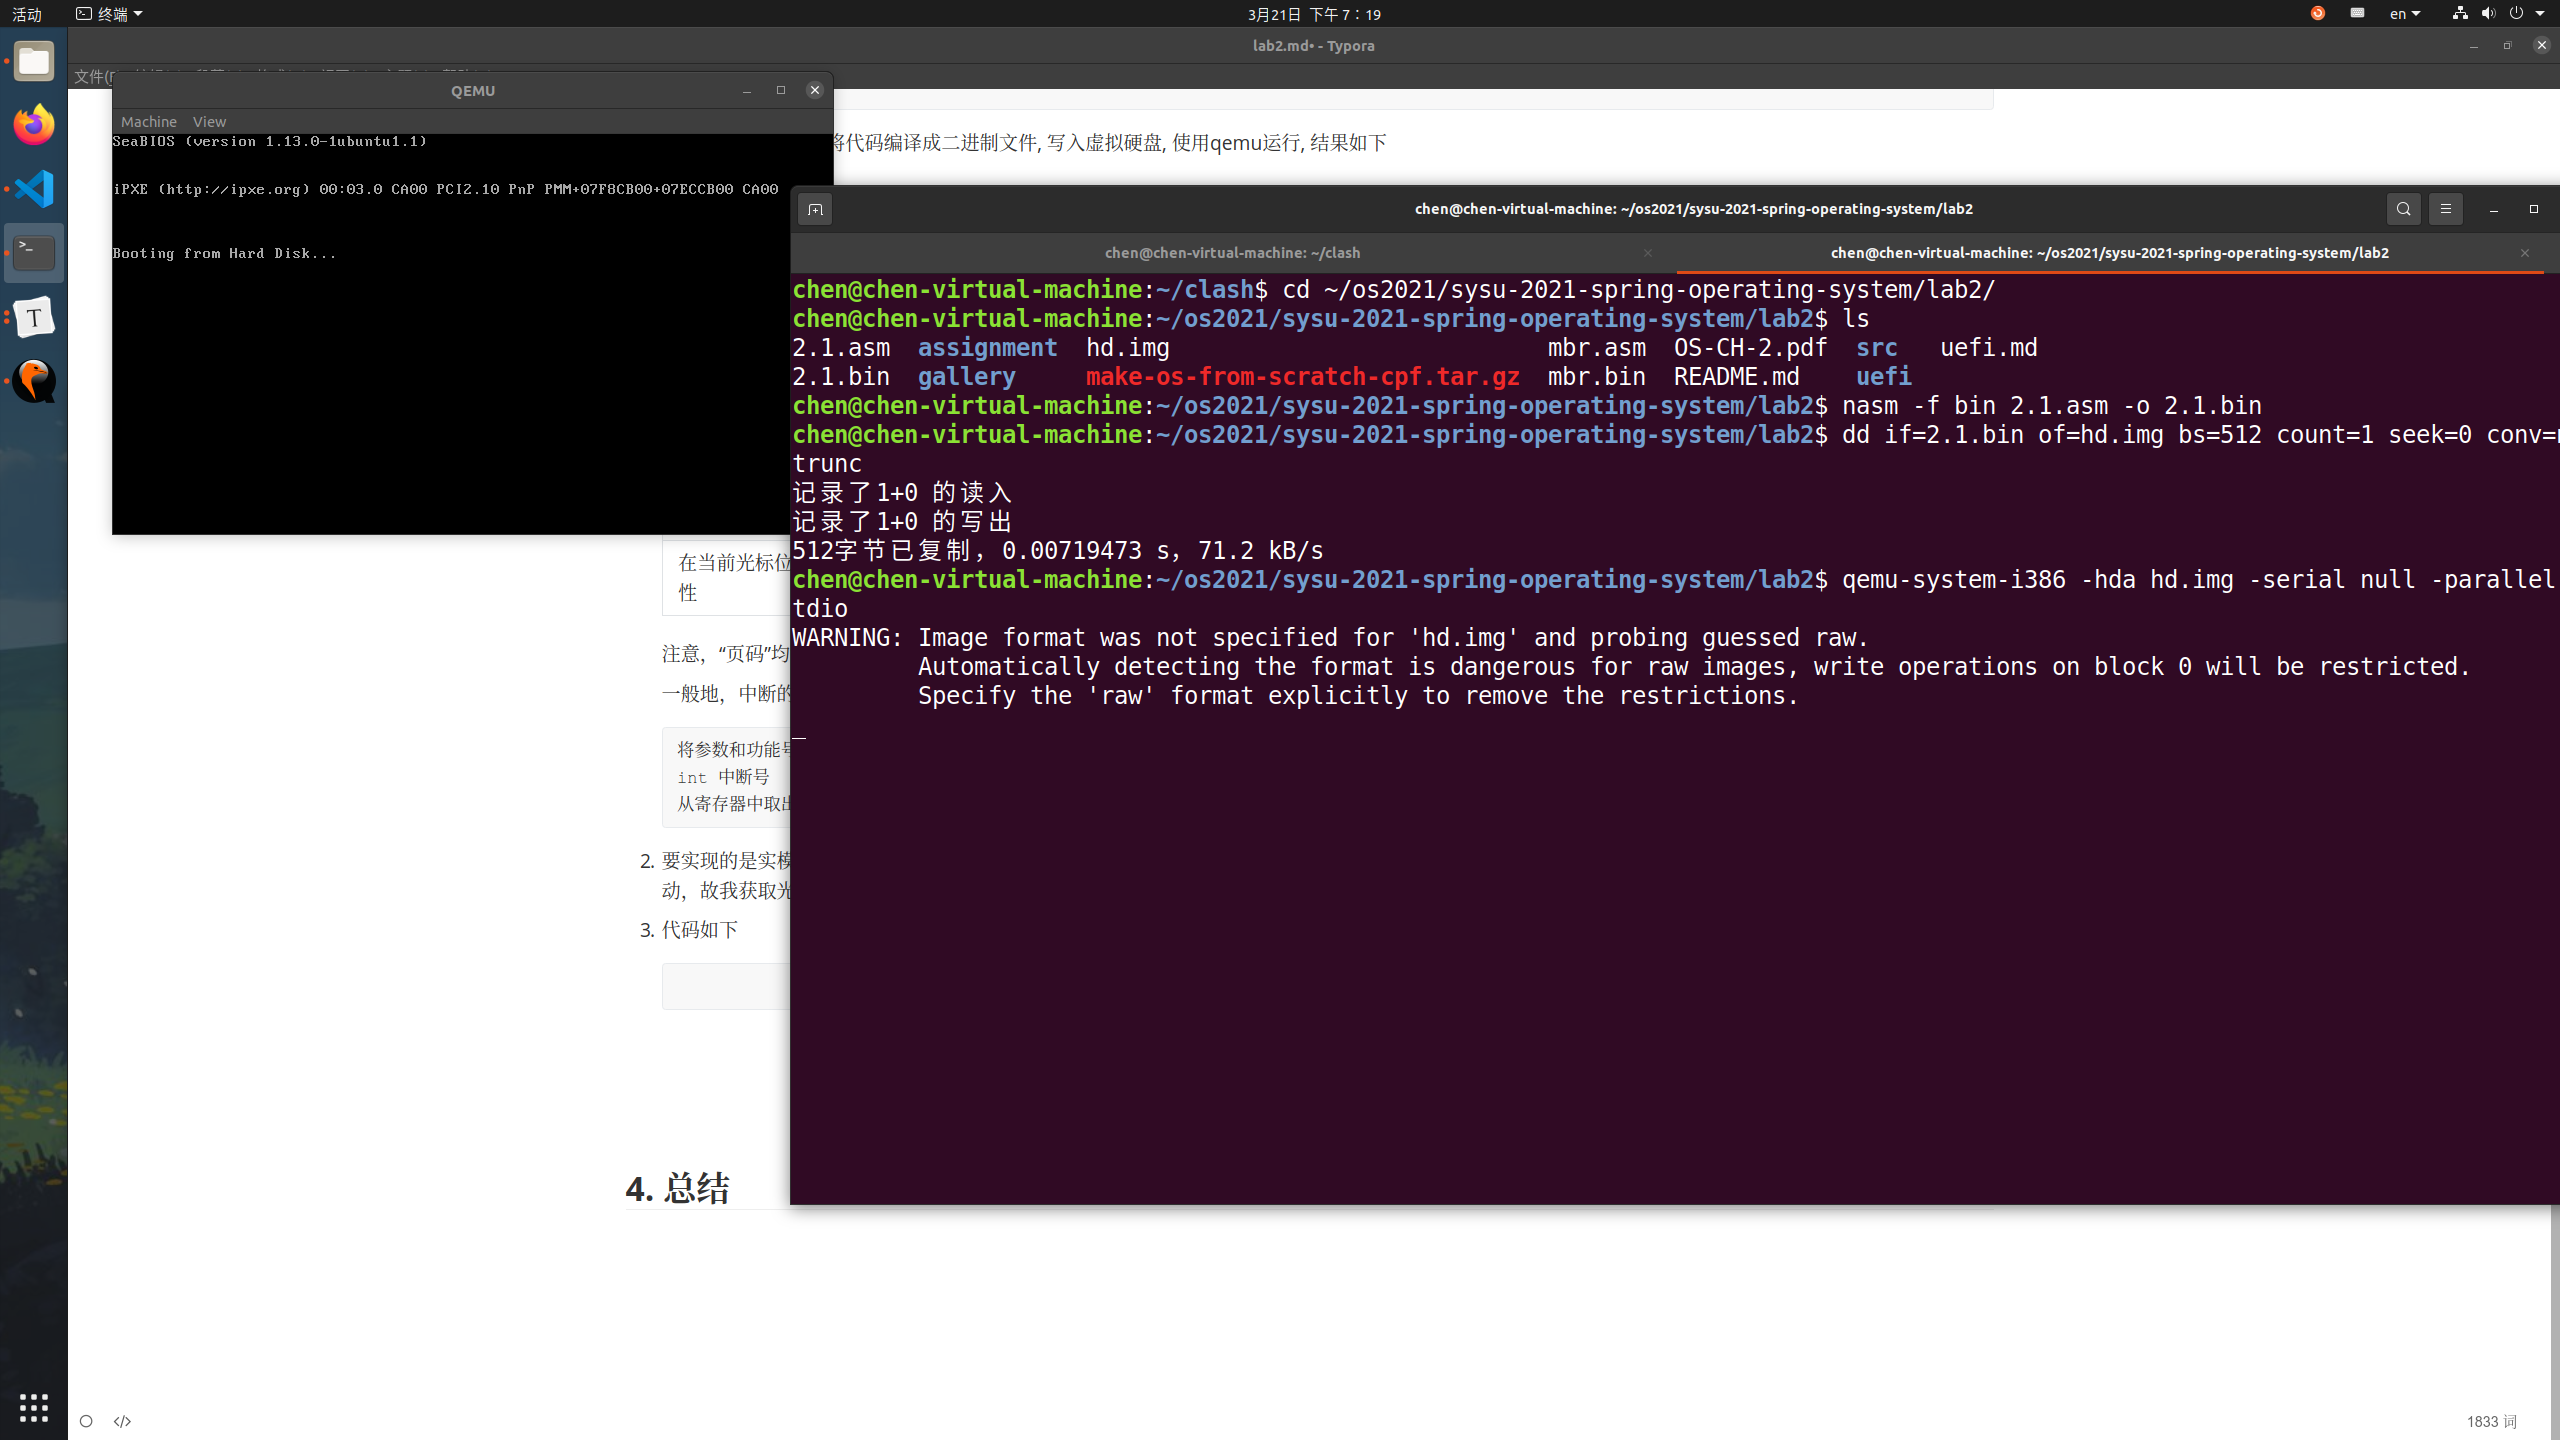 活动 终端 3月21日 下午 7：19 en
lab2.md• - Typora
文件(F
QEMU
Machine View
SeaBIOS (version 1.13.0-1ubuntu1.1)
iPXE (http://ipxe.org) 00:03.0 CA00 PCI2.10 PnP PMM+07F8CB00+07ECCB00 CA00
Booting from Hard Disk...
将代码编译成二进制文件, 写入虚拟硬盘, 使用qemu运行, 结果如下
chen@chen-virtual-machine: ~/os2021/sysu-2021-spring-operating-system/lab2
chen@chen-virtual-machine: ~/clash
chen@chen-virtual-machine: ~/os2021/sysu-2021-spring-operating-system/lab2
chen@chen-virtual-machine:~/clash$ cd ~/os2021/sysu-2021-spring-operating-system/lab2/
chen@chen-virtual-machine:~/os2021/sysu-2021-spring-operating-system/lab2$ ls
2.1.asm assignment hd.img mbr.asm OS-CH-2.pdf src uefi.md
2.1.bin gallery make-os-from-scratch-cpf.tar.gz mbr.bin README.md uefi
chen@chen-virtual-machine:~/os2021/sysu-2021-spring-operating-system/lab2$ nasm -f bin 2.1.asm -o 2.1.bin
chen@chen-virtual-machine:~/os2021/sysu-2021-spring-operating-system/lab2$ dd if=2.1.bin of=hd.img bs=512 count=1 seek=0 conv=n
trunc
记录了1+0 的读入
记录了1+0 的写出
512字节已复制，0.00719473 s，71.2 kB/s
chen@chen-virtual-machine:~/os2021/sysu-2021-spring-operating-system/lab2$ qemu-system-i386 -hda hd.img -serial null -parallel
tdio
WARNING: Image format was not specified for 'hd.img' and probing guessed raw.
Automatically detecting the format is dangerous for raw images, write operations on block 0 will be restricted.
Specify the 'raw' format explicitly to remove the restrictions.
在当前光标位
性
注意，“页码”均
一般地，中断的
将参数和功能号
int 中断号
从寄存器中取出
2. 要实现的是实模
动，故我获取光
3. 代码如下
4. 总结
1833 词